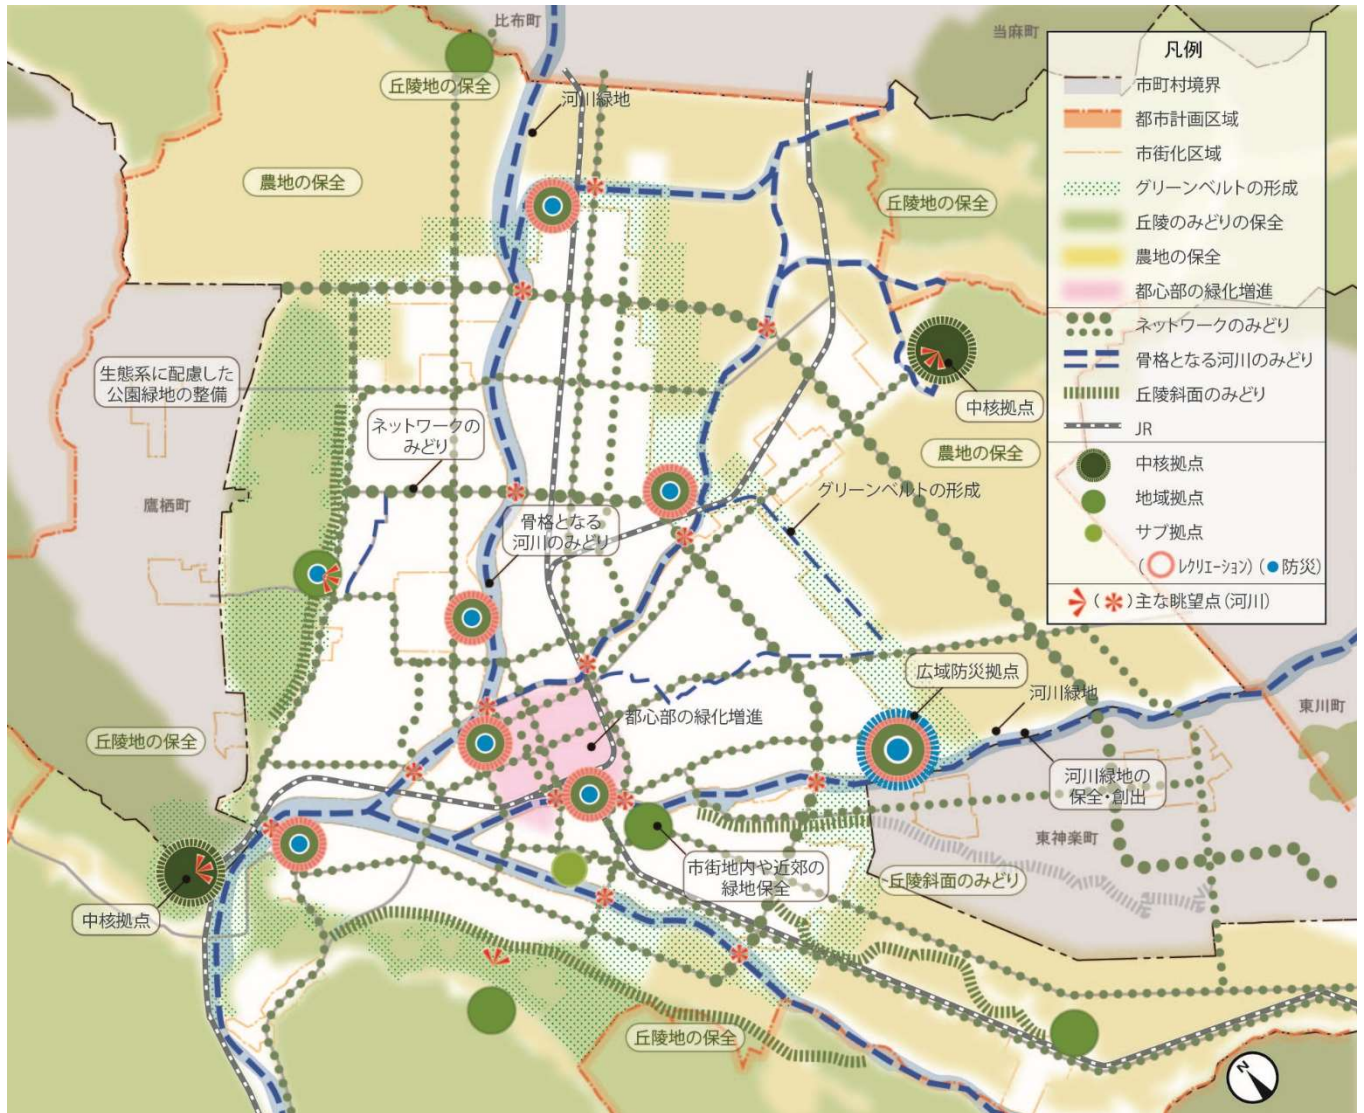 比布町
当麻町
丘陵地の保全
河川緑地
農地の保全
丘陵地の保全
生態系に配慮した
公園緑地の整備
ネットワークの
みどり
中核拠点
農地の保全
鷹栖町
グリーンベルトの形成
骨格となる
河川のみどり
広域防災拠点
河川緑地
東川町
都心部の緑化増進
丘陵地の保全
河川緑地の
保全・創出
東神楽町
市街地内や近郊の
緑地保全
丘陵斜面のみどり
中核拠点
丘陵地の保全
N
凡例
市町村境界
都市計画区域
市街化区域
グリーンベルトの形成
丘陵のみどりの保全
農地の保全
都心部の緑化増進
ネットワークのみどり
骨格となる河川のみどり
丘陵斜面のみどり
JR
中核拠点
地域拠点
サブ拠点
(レクリエーション)(防災)
()主な眺望点(河川)